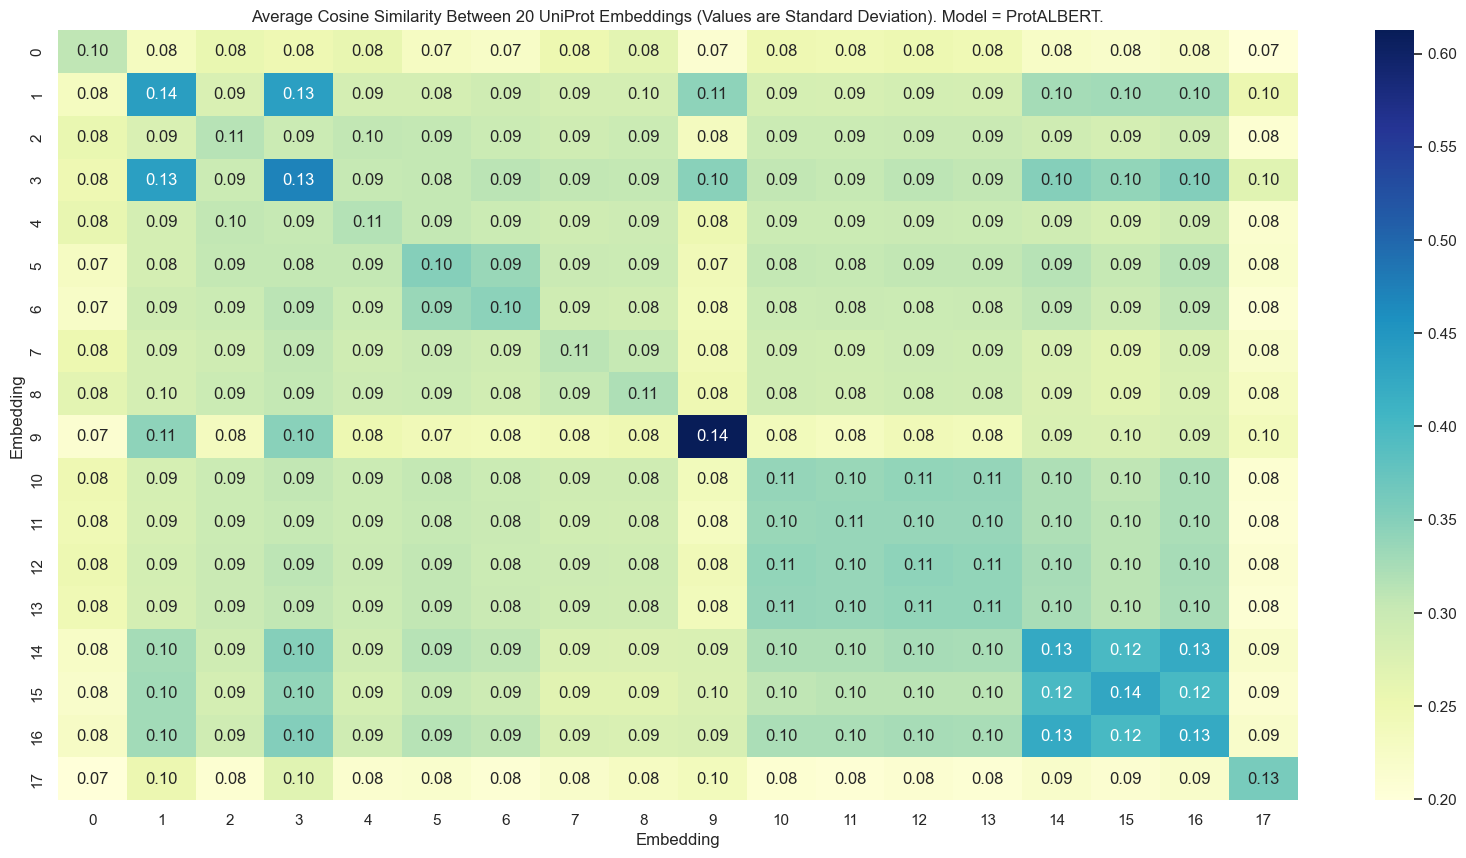 Average Cosine Similarity Between 20 UniProt Embeddings (Values are Standard Deviation). Model = ProtALBERT.
0 0.10 0.08 0.08 0.08 0.08 0.07 0.07 0.08 0.08 0.07 0.08 0.08 0.08 0.08 0.08 0.08 0.08 0.07
1 0.08 0.14 0.09 0.13 0.09 0.08 0.09 0.09 0.10 0.11 0.09 0.09 0.09 0.09 0.10 0.10 0.10 0.10
2 0.08 0.09 0.11 0.09 0.10 0.09 0.09 0.09 0.09 0.08 0.09 0.09 0.09 0.09 0.09 0.09 0.09 0.08
3 0.08 0.13 0.09 0.13 0.09 0.08 0.09 0.09 0.09 0.10 0.09 0.09 0.09 0.09 0.10 0.10 0.10 0.10
4 0.08 0.09 0.10 0.09 0.11 0.09 0.09 0.09 0.09 0.08 0.09 0.09 0.09 0.09 0.09 0.09 0.09 0.08
5 0.07 0.08 0.09 0.08 0.09 0.10 0.09 0.09 0.09 0.07 0.08 0.08 0.09 0.09 0.09 0.09 0.09 0.08
6 0.07 0.09 0.09 0.09 0.09 0.09 0.10 0.09 0.08 0.08 0.08 0.08 0.08 0.08 0.09 0.09 0.09 0.08
7 0.08 0.09 0.09 0.09 0.09 0.09 0.09 0.11 0.09 0.08 0.09 0.09 0.09 0.09 0.09 0.09 0.09 0.08
8 0.08 0.10 0.09 0.09 0.09 0.09 0.08 0.09 0.11 0.08 0.08 0.08 0.08 0.08 0.09 0.09 0.09 0.08
9 0.07 0.11 0.08 0.10 0.08 0.07 0.08 0.08 0.08 0.14 0.08 0.08 0.08 0.08 0.09 0.10 0.09 0.10
10 0.08 0.09 0.09 0.09 0.09 0.08 0.08 0.09 0.08 0.08 0.11 0.10 0.11 0.11 0.10 0.10 0.10 0.08
11 0.08 0.09 0.09 0.09 0.09 0.08 0.08 0.09 0.08 0.08 0.10 0.11 0.10 0.10 0.10 0.10 0.10 0.08
12 0.08 0.09 0.09 0.09 0.09 0.09 0.08 0.09 0.08 0.08 0.11 0.10 0.11 0.11 0.10 0.10 0.10 0.08
13 0.08 0.09 0.09 0.09 0.09 0.09 0.08 0.09 0.08 0.08 0.11 0.10 0.11 0.11 0.10 0.10 0.10 0.08
14 0.08 0.10 0.09 0.10 0.09 0.09 0.09 0.09 0.09 0.09 0.10 0.10 0.10 0.10 0.13 0.12 0.13 0.09
15 0.08 0.10 0.09 0.10 0.09 0.09 0.09 0.09 0.09 0.10 0.10 0.10 0.10 0.10 0.12 0.14 0.12 0.09
16 0.08 0.10 0.09 0.10 0.09 0.09 0.09 0.09 0.09 0.09 0.10 0.10 0.10 0.10 0.13 0.12 0.13 0.09
17 0.07 0.10 0.08 0.10 0.08 0.08 0.08 0.08 0.08 0.10 0.08 0.08 0.08 0.08 0.09 0.09 0.09 0.13
0 1 2 3 4 5 6 7 8 9 10 11 12 13 14 15 16 17
Embedding
Embedding
0.60
0.55
0.50
0.45
0.40
0.35
0.30
0.25
0.20